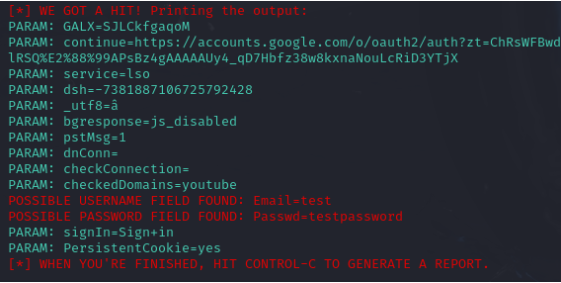 [*] WE GOT A HIT! Printing the output:
PARAM: GALX=SJLCkfgaqoM
PARAM: continue=https://accounts.google.com/o/oauth2/auth?zt=ChRsWFBwd
lRSQ%E2%88%99APsBz4gAAAAAUy4_qD7Hbfz38w8kxnaNouLcRiD3YTjX
PARAM: service=lso
PARAM: dsh=-7381887106725792428
PARAM: _utf8=â
PARAM: bgresponse=js_disabled
PARAM: pstMsg=1
PARAM: dnConn=
PARAM: checkConnection=
PARAM: checkedDomains=youtube
POSSIBLE USERNAME FIELD FOUND: Email=test
POSSIBLE PASSWORD FIELD FOUND: Passwd=testpassword
PARAM: signIn=Sign+in
PARAM: PersistentCookie=yes
[*] WHEN YOU'RE FINISHED, HIT CONTROL-C TO GENERATE A REPORT.